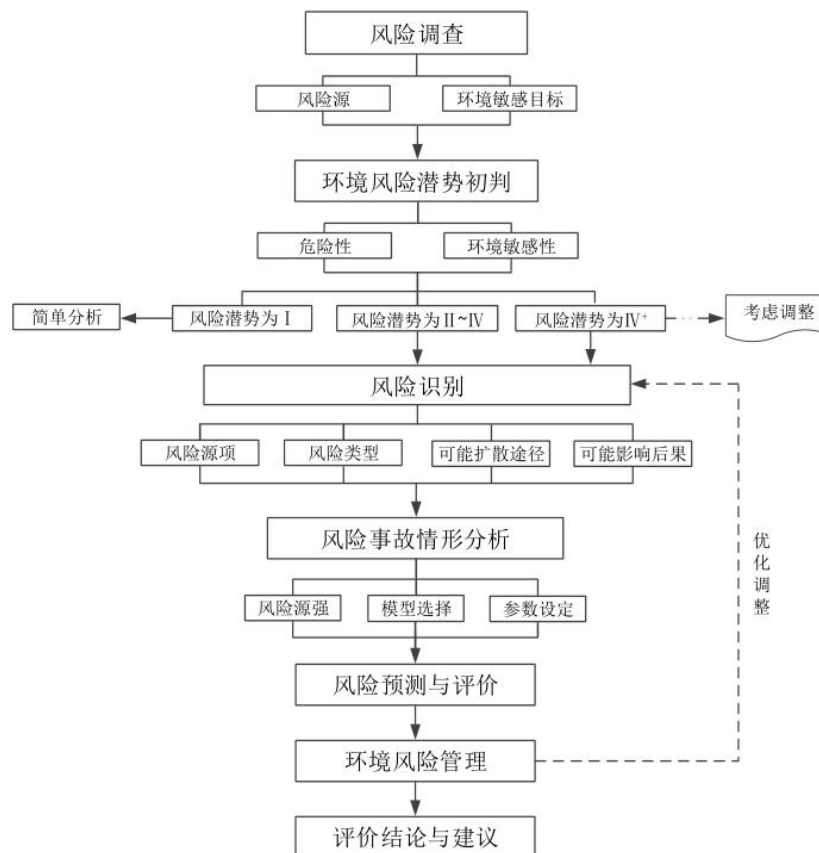 风险调查
风险源
环境敏感目标
环境风险潜势初判
危险性
环境敏感性
简单分析
风险潜势为Ⅰ
风险潜势为Ⅱ~Ⅳ
风险潜势为Ⅳ⁺
考虑调整
风险识别
风险源项
风险类型
可能扩散途径
可能影响后果
风险事故情形分析
优化调整
风险源强
模型选择
参数设定
风险预测与评价
环境风险管理
评价结论与建议